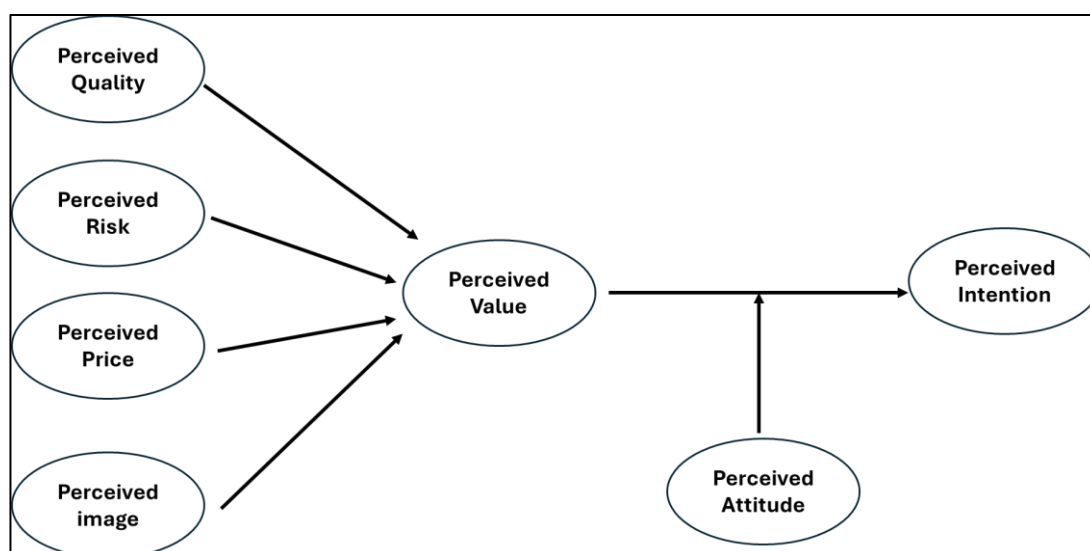 Perceived
Quality
Perceived
Risk
Perceived
Price
Perceived
image
Perceived
Value
Perceived
Attitude
Perceived
Intention